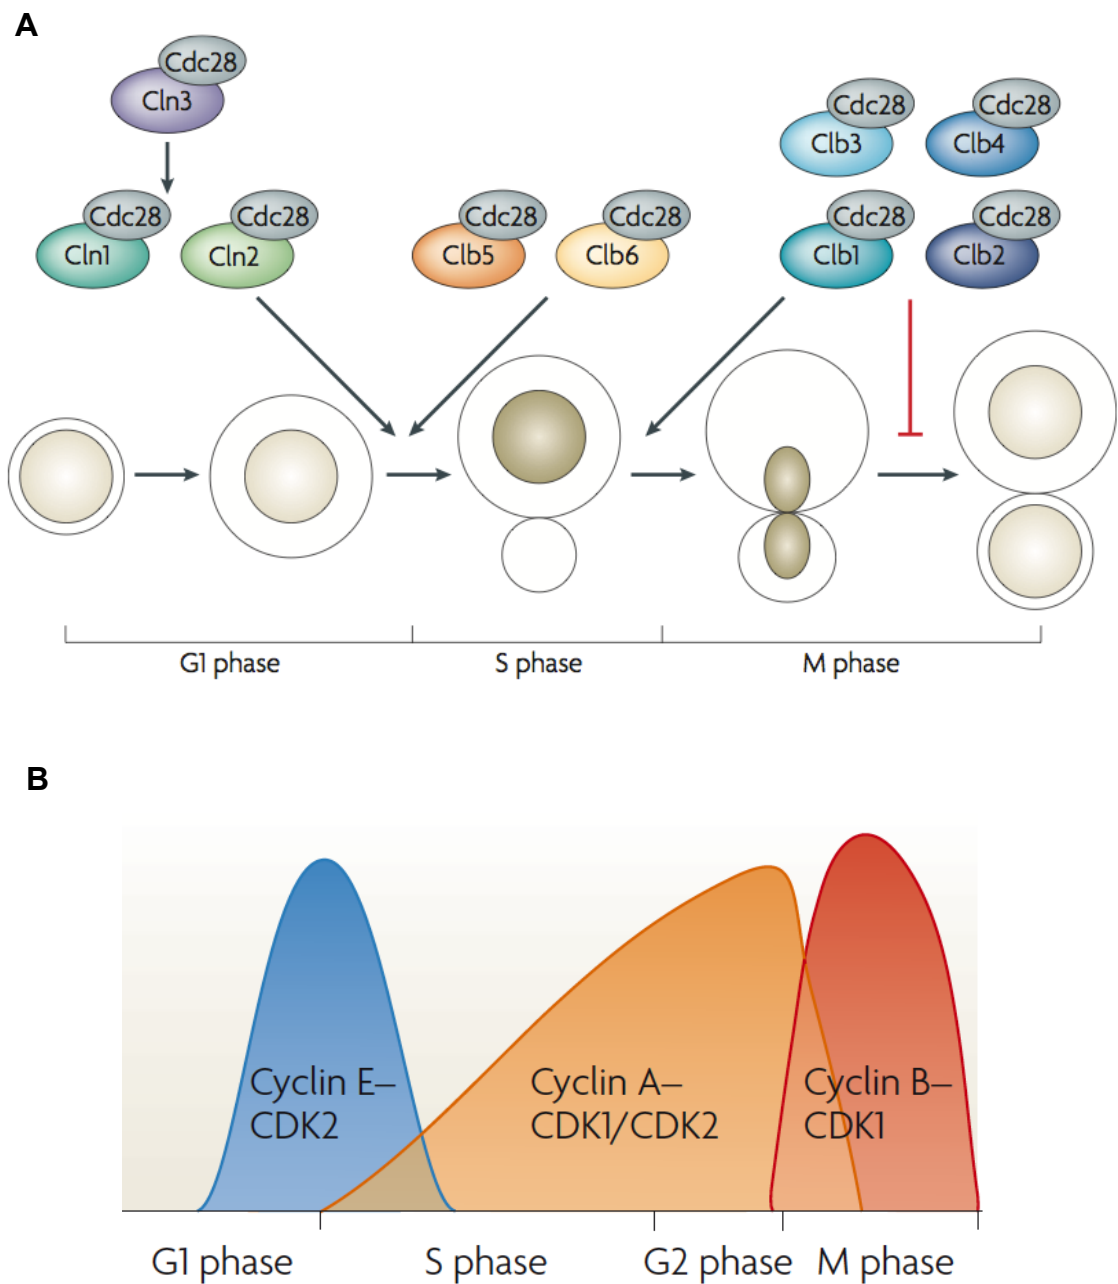 A
Cdc28
Cln3
Cdc28
Clb3
Cdc28
Clb4
Cdc28
Cln1
Cdc28
Cln2
Cdc28
Clb5
Cdc28
Clb6
Cdc28
Clb1
Cdc28
Clb2
G1 phase
S phase
M phase
B
Cyclin E–
CDK2
Cyclin A–
CDK1/CDK2
Cyclin B–
CDK1
G1 phase
S phase
G2 phase
M phase